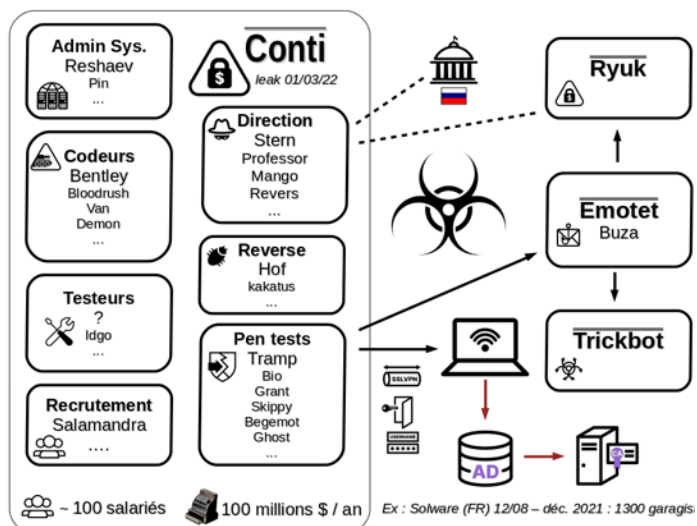 Admin Sys.
Reshaev
Pin
...
Codeurs
Bentley
Bloodrush
Van
Demon
...
Testeurs
?
Idgo
...
Recrutement
Salamandra
....
~ 100 salariés
$
Conti
leak 01/03/22
Direction
Stern
Professor
Mango
Revers
...
Reverse
Hof
kakatus
...
Pen tests
Tramp
Bio
Grant
Skippy
Begemot
Ghost
...
100 millions $ / an
Ryuk
Emotet
Buza
Trickbot
SSLVPN
USERNAME
*****
AD
Ex : Solware (FR) 12/08 – déc. 2021 : 1300 garagis